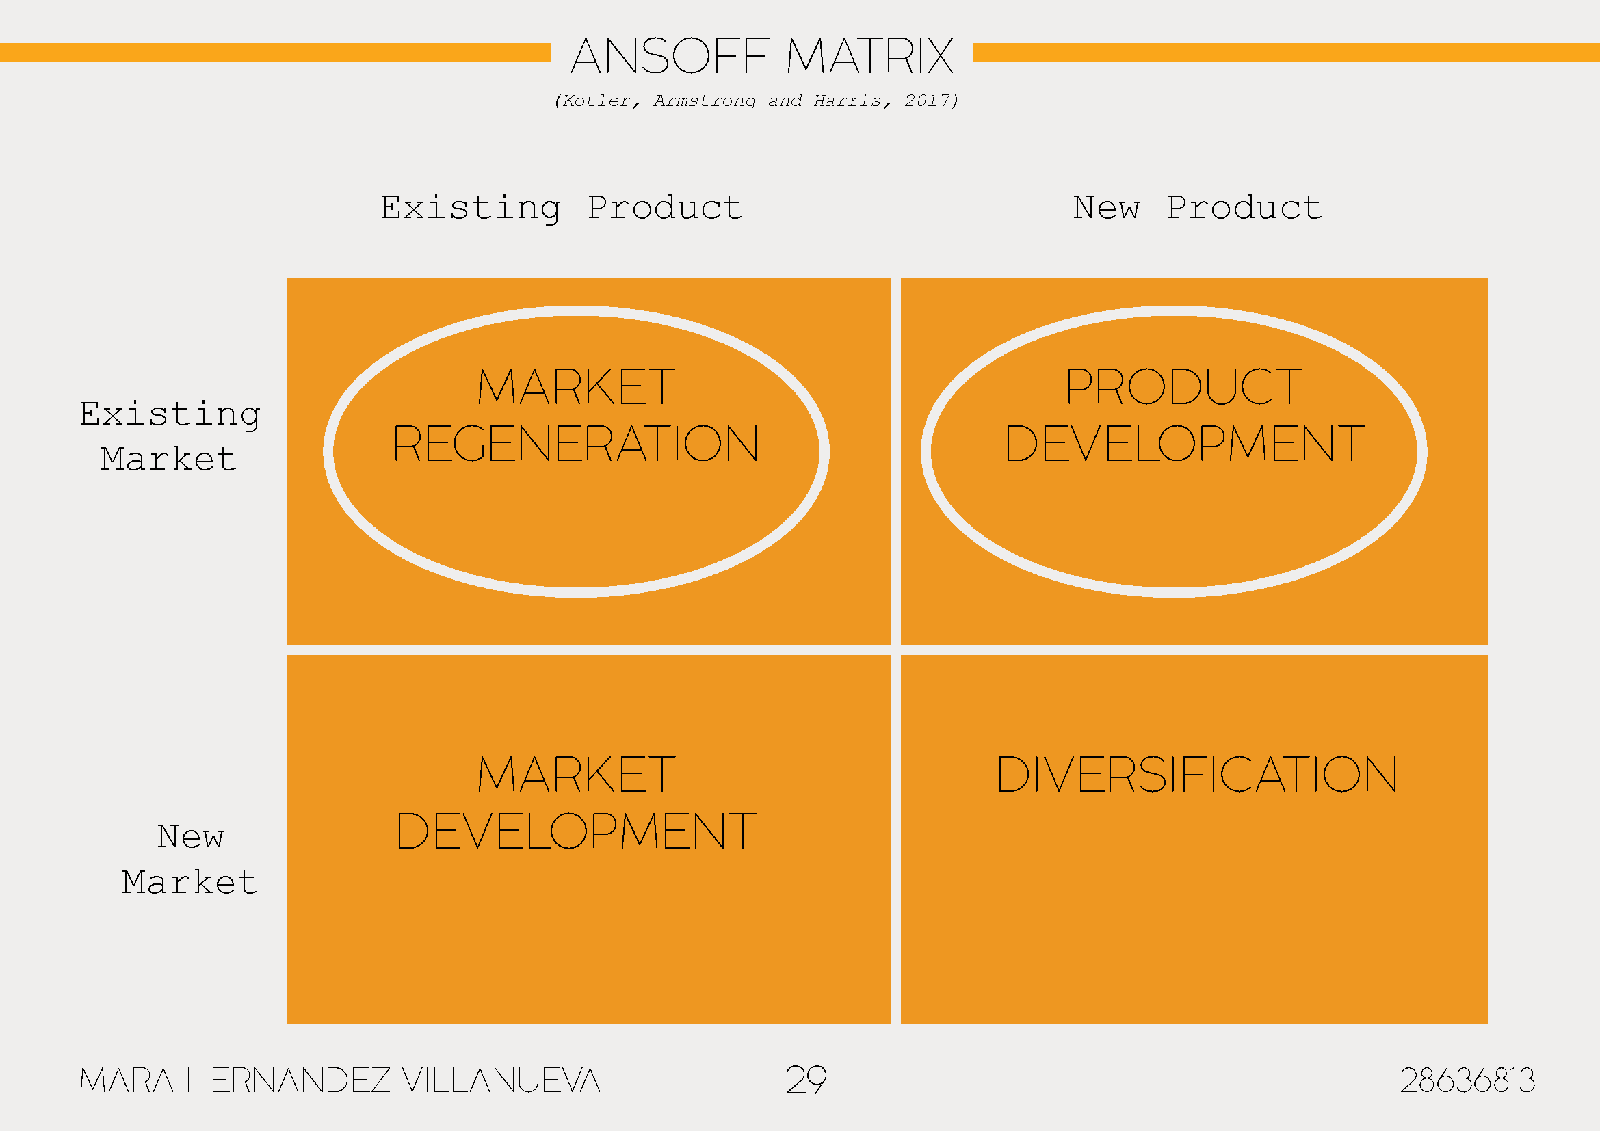 ANSOFF MATRIX
(Kotler, Armstrong and Harris, 2017)
Existing Product New Product
MARKET
REGENERATION
PRODUCT
DEVELOPMENT
Existing
Market
MARKET
DEVELOPMENT
DIVERSIFICATION
New
Market
MARA HERNANDEZ VILLANUEVA 29 28636813